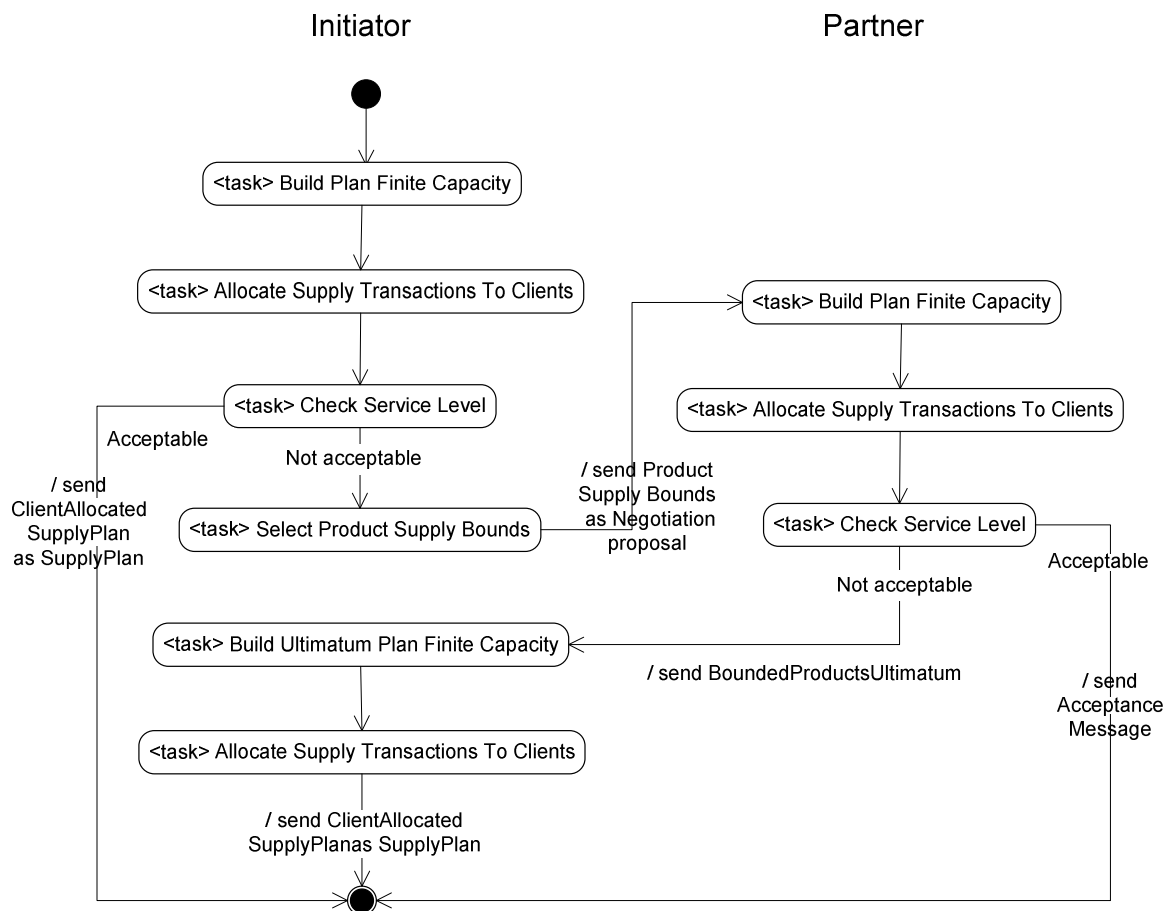 Initiator
Partner
<task> Build Plan Finite Capacity
<task> Allocate Supply Transactions To Clients
<task> Check Service Level
Acceptable
Not acceptable
/ send
ClientAllocated
SupplyPlan
as SupplyPlan
<task> Select Product Supply Bounds
/ send Product
Supply Bounds
as Negotiation
proposal
<task> Build Plan Finite Capacity
<task> Allocate Supply Transactions To Clients
<task> Check Service Level
Acceptable
Not acceptable
<task> Build Ultimatum Plan Finite Capacity
/ send BoundedProductsUltimatum
/ send
Acceptance
Message
<task> Allocate Supply Transactions To Clients
/ send ClientAllocated
SupplyPlanas SupplyPlan